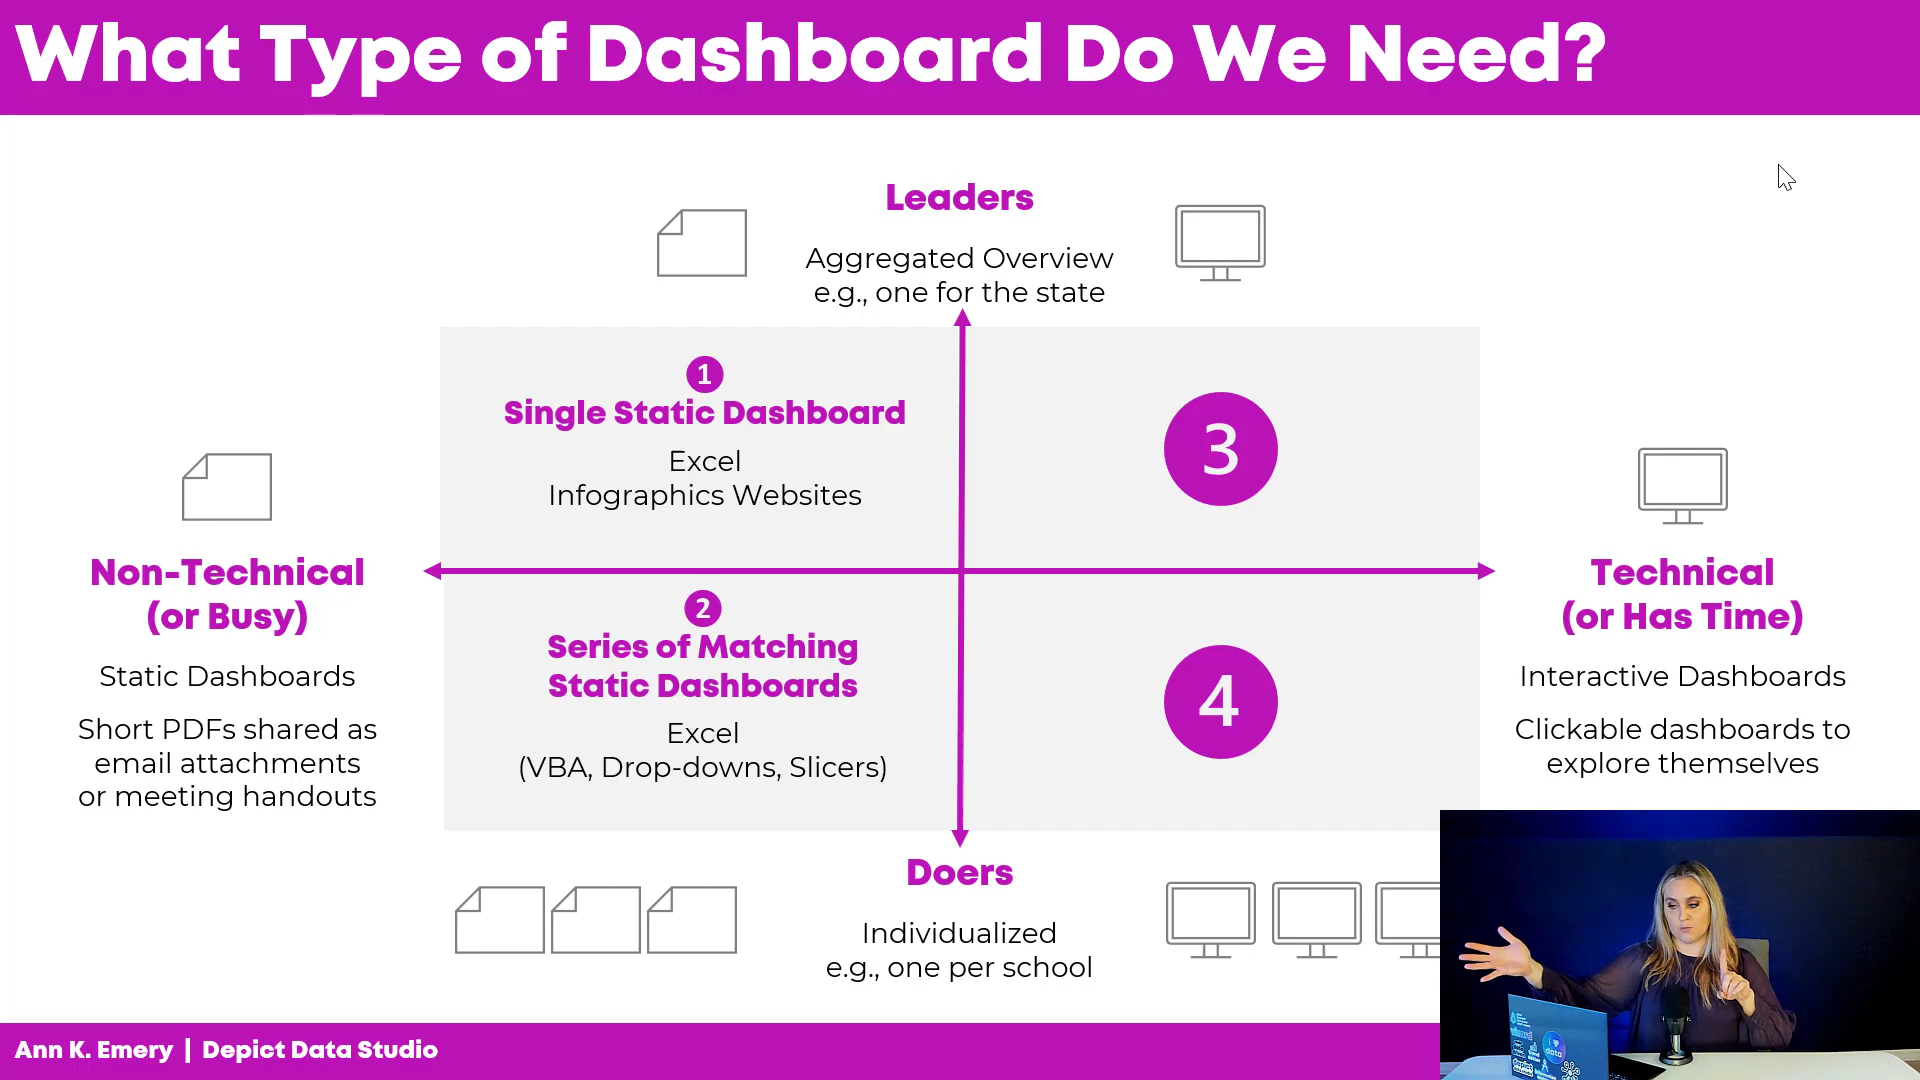 What Type of Dashboard Do We Need?
Leaders
Aggregated Overview
e.g., one for the state
1
Single Static Dashboard
Excel
Infographics Websites
3
Non-Technical
(or Busy)
Static Dashboards
Short PDFs shared as
email attachments
or meeting handouts
2
Series of Matching
Static Dashboards
Excel
(VBA, Drop-downs, Slicers)
4
Technical
(or Has Time)
Interactive Dashboards
Clickable dashboards to
explore themselves
Doers
Individualized
e.g., one per school
Ann K. Emery | Depict Data Studio
i
data